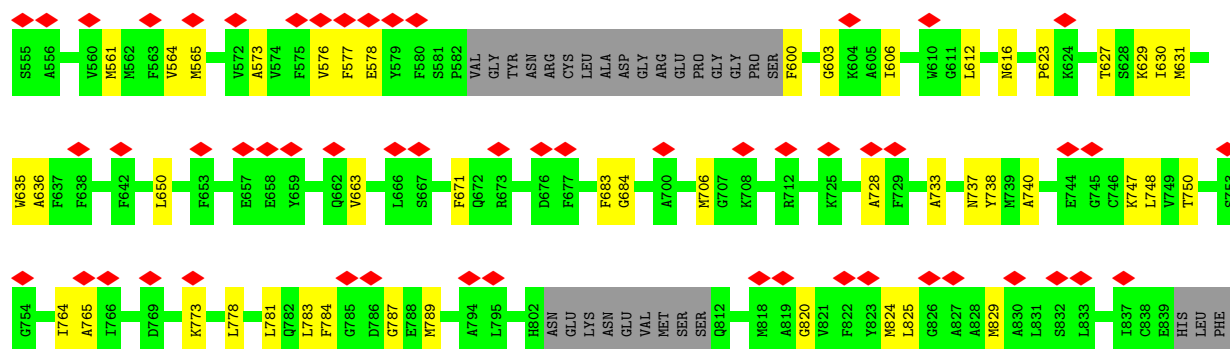 S555 A556 V560 M561 M562 F563 V564 M565 V572 A573 V574 F575 V576 F577 E578 Y579 F580 S581 P582 VAL GLY TYR ASN ARG CYS LEU ALA ASP GLY ARG GLU PRO GLY GLY PRO SER F600 G603 K604 A605 I606 W610 G611 L612 N616 P623 K624 T627 S628 K629 I630 M631
W635 A636 F637 F638 F642 L650 F653 E657 E658 Y659 Q662 V663 L666 S667 F671 Q672 R673 D676 F677 F683 G684 A700 M706 G707 K708 R712 K725 A728 F729 A733 N737 Y738 M739 A740 E744 G745 C746 K747 L748 V749 T750 S753
G754 I764 A765 I766 D769 K773 L778 L781 Q782 L783 F784 G785 D786 G787 E788 M789 A794 L795 H802 ASN GLU LYS ASN GLU VAL MET SER SER Q812 M818 A819 G820 V821 F822 Y823 M824 L825 G826 A827 A828 M829 A830 L831 S832 L833 I837 C838 E839 HIS LEU PHE